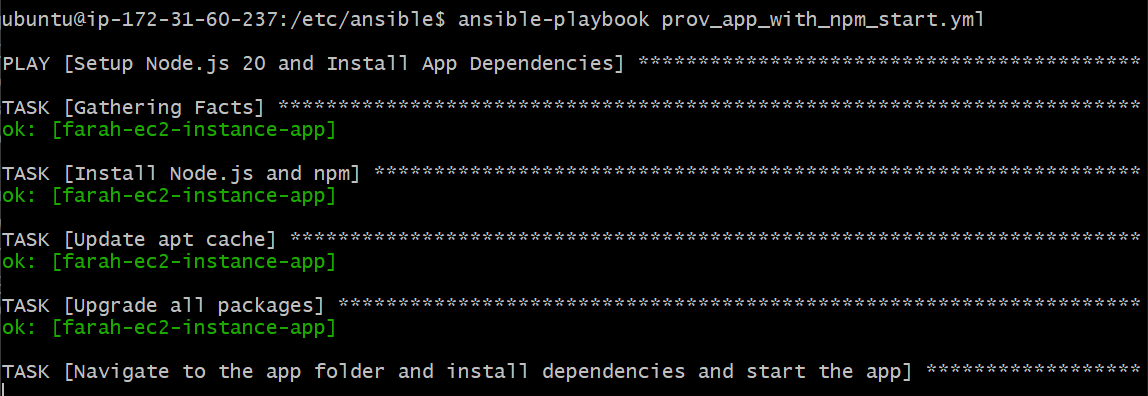 ubuntu@ip-172-31-60-237:/etc/ansible$ ansible-playbook prov_app_with_npm_start.yml
PLAY [Setup Node.js 20 and Install App Dependencies] ******************************************
TASK [Gathering Facts] ************************************************************************
ok: [farah-ec2-instance-app]
TASK [Install Node.js and npm] ****************************************************************
ok: [farah-ec2-instance-app]
TASK [Update apt cache] ***********************************************************************
ok: [farah-ec2-instance-app]
TASK [Upgrade all packages] *******************************************************************
ok: [farah-ec2-instance-app]
TASK [Navigate to the app folder and install dependencies and start the app] ******************